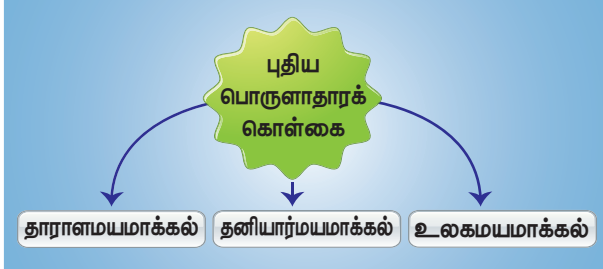 புதிய
பொருளாதாரக்
கொள்கை
தாராளமயமாக்கல்
தனியார்மயமாக்கல்
உலகமயமாக்கல்